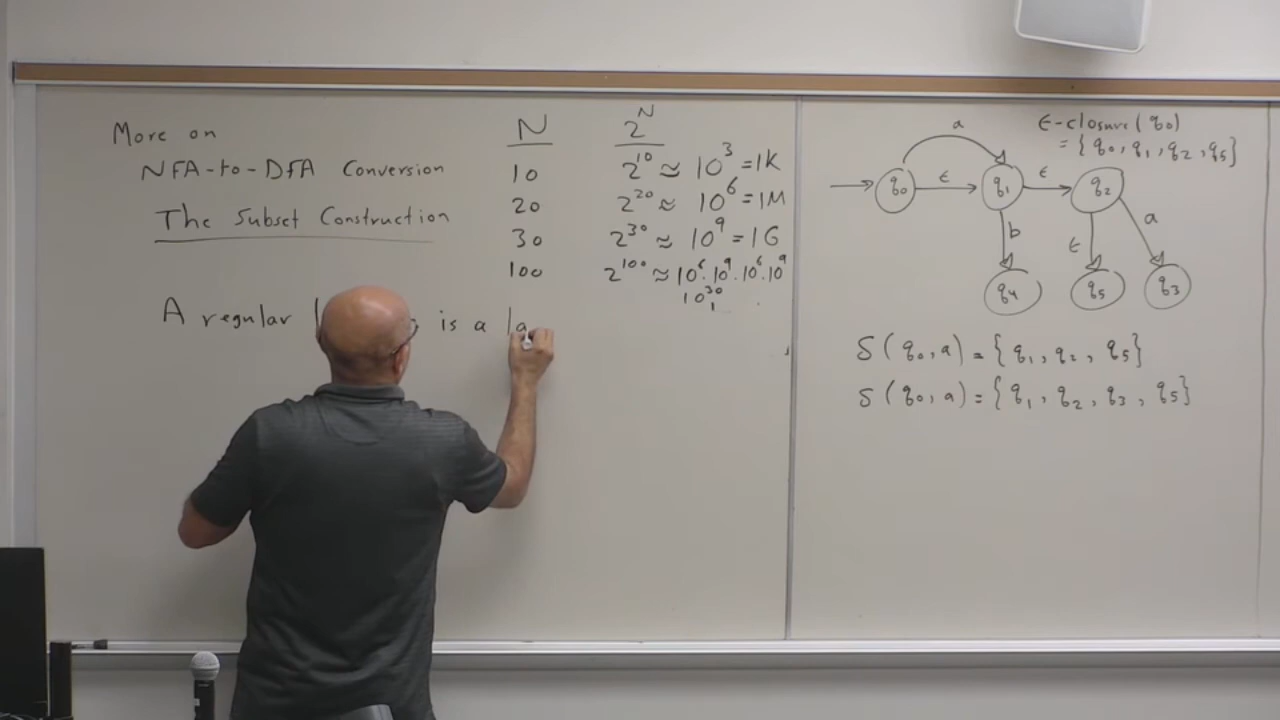 More on
NFA-to-DFA Conversion
The Subset Construction
N 2^N
10 2^10 ≈ 10^3 = 1K
20 2^20 ≈ 10^6 = 1M
30 2^30 ≈ 10^9 = 1G
100 2^100 ≈ 10^6 . 10^9 . 10^6 . 10^9
10^30
A regular is a la
ϵ-closure(q0)
= {q0, q1, q2, q5}
a
q0 ϵ q1 ϵ q2
b ϵ a
q4 q5 q3
δ(q0, a) = {q1, q2, q5}
δ(q0, a) = {q1, q2, q3, q5}